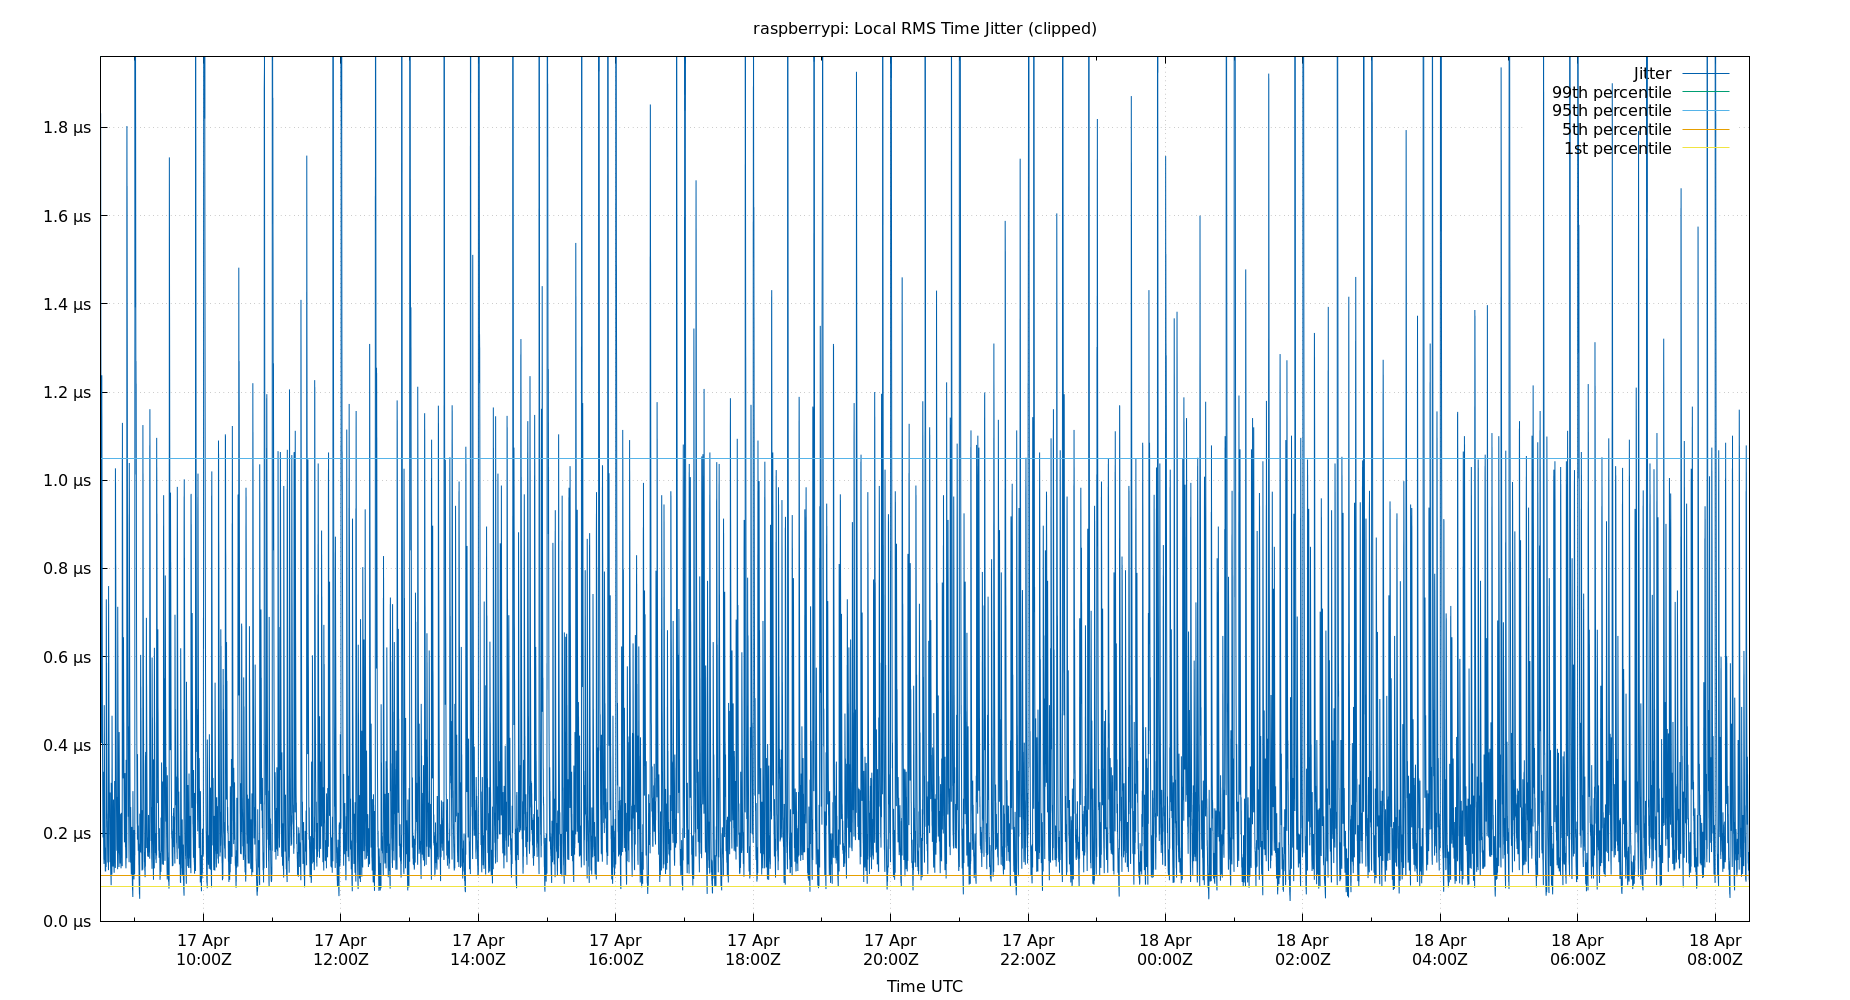 raspberrypi: Local RMS Time Jitter (clipped)
Jitter
99th percentile
95th percentile
5th percentile
1st percentile
1.8 µs
1.6 µs
1.4 µs
1.2 µs
1.0 µs
0.8 µs
0.6 µs
0.4 µs
0.2 µs
0.0 µs
17 Apr 17 Apr 17 Apr 17 Apr 17 Apr 17 Apr 17 Apr 18 Apr 18 Apr 18 Apr 18 Apr 18 Apr
10:00Z 12:00Z 14:00Z 16:00Z 18:00Z 20:00Z 22:00Z 00:00Z 02:00Z 04:00Z 06:00Z 08:00Z
Time UTC